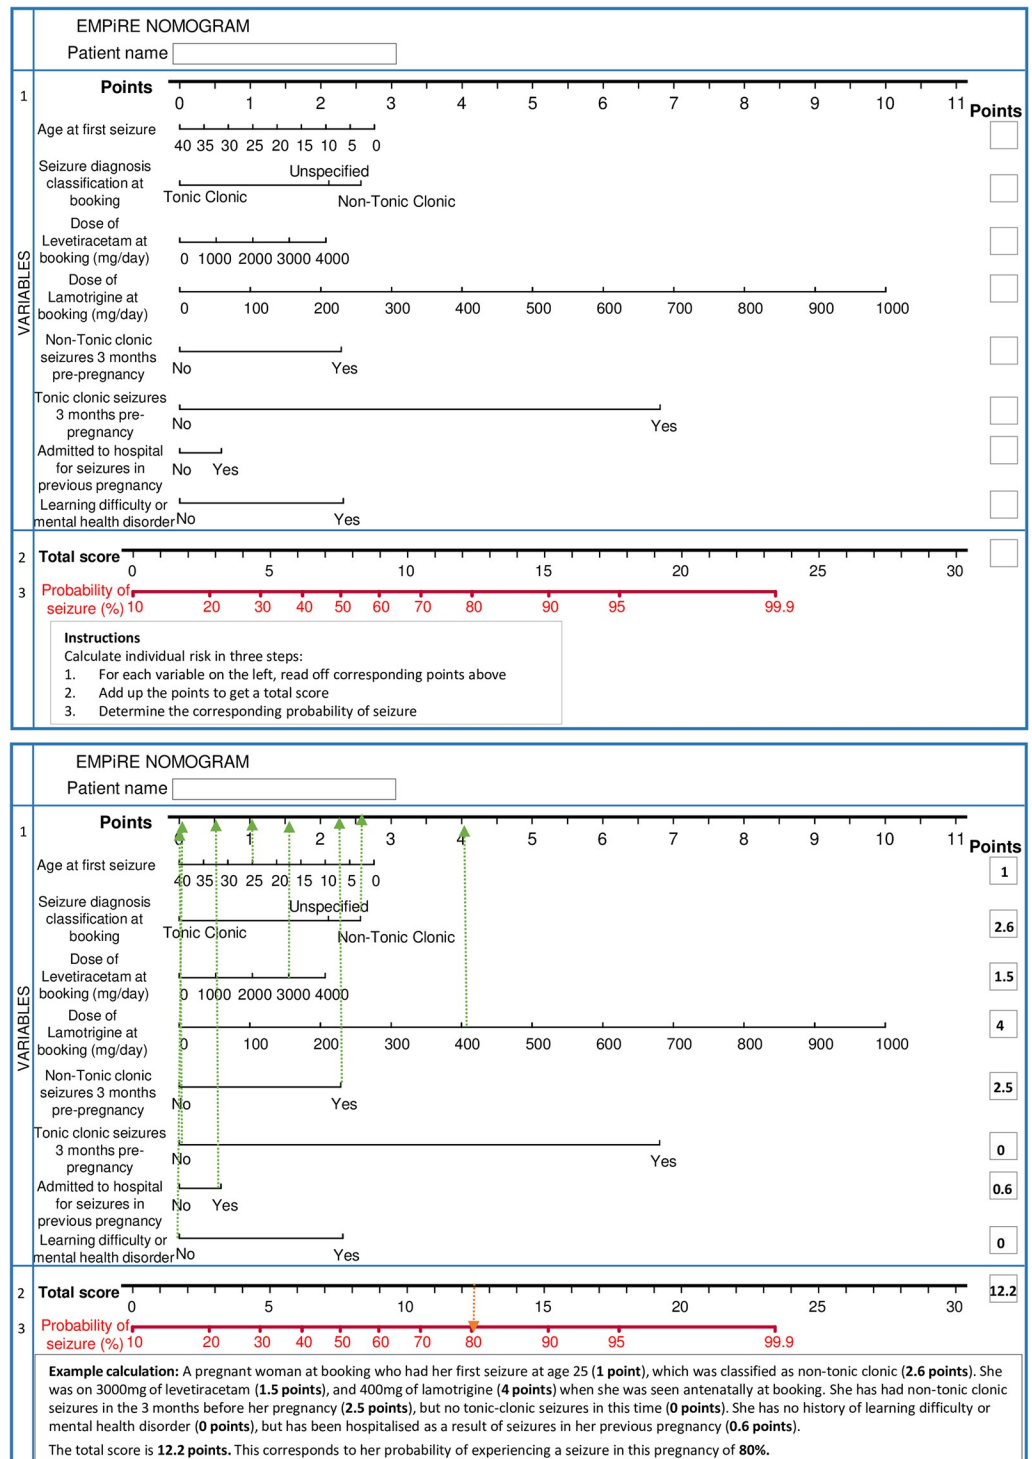 EMPiRE NOMOGRAM
Patient name
1
Points
0 1 2 3 4 5 6 7 8 9 10 11
Points
VARIABLES
Age at first seizure
40 35 30 25 20 15 10 5 0
Seizure diagnosis
classification at
booking
Unspecified
Tonic Clonic
Non-Tonic Clonic
Dose of
Levetiracetam at
booking (mg/day)
0 1000 2000 3000 4000
Dose of
Lamotrigine at
booking (mg/day)
0 100 200 300 400 500 600 700 800 900 1000
Non-Tonic clonic
seizures 3 months
pre-pregnancy
No Yes
Tonic clonic seizures
3 months pre-
pregnancy
No Yes
Admitted to hospital
for seizures in
previous pregnancy
No Yes
Learning difficulty or
mental health disorder
No Yes
2
Total score
0 5 10 15 20 25 30
3
Probability of
seizure (%)
10 20 30 40 50 60 70 80 90 95 99.9
Instructions
Calculate individual risk in three steps:
1. For each variable on the left, read off corresponding points above
2. Add up the points to get a total score
3. Determine the corresponding probability of seizure
EMPiRE NOMOGRAM
Patient name
1
Points
0 1 2 3 4 5 6 7 8 9 10 11
Points
VARIABLES
Age at first seizure
40 35 30 25 20 15 10 5 0
1
Seizure diagnosis
classification at
booking
Unspecified
Tonic Clonic
Non-Tonic Clonic
2.6
Dose of
Levetiracetam at
booking (mg/day)
0 1000 2000 3000 4000
1.5
Dose of
Lamotrigine at
booking (mg/day)
0 100 200 300 400 500 600 700 800 900 1000
4
Non-Tonic clonic
seizures 3 months
pre-pregnancy
No Yes
2.5
Tonic clonic seizures
3 months pre-
pregnancy
No Yes
0
Admitted to hospital
for seizures in
previous pregnancy
No Yes
0.6
Learning difficulty or
mental health disorder
No Yes
0
2
Total score
0 5 10 15 20 25 30
12.2
3
Probability of
seizure (%)
10 20 30 40 50 60 70 80 90 95 99.9
Example calculation: A pregnant woman at booking who had her first seizure at age 25 (1 point), which was classified as non-tonic clonic (2.6 points). She
was on 3000mg of levetiracetam (1.5 points), and 400mg of lamotrigine (4 points) when she was seen antenatally at booking. She has had non-tonic clonic
seizures in the 3 months before her pregnancy (2.5 points), but no tonic-clonic seizures in this time (0 points). She has no history of learning difficulty or
mental health disorder (0 points), but has been hospitalised as a result of seizures in her previous pregnancy (0.6 points).
The total score is 12.2 points. This corresponds to her probability of experiencing a seizure in this pregnancy of 80%.